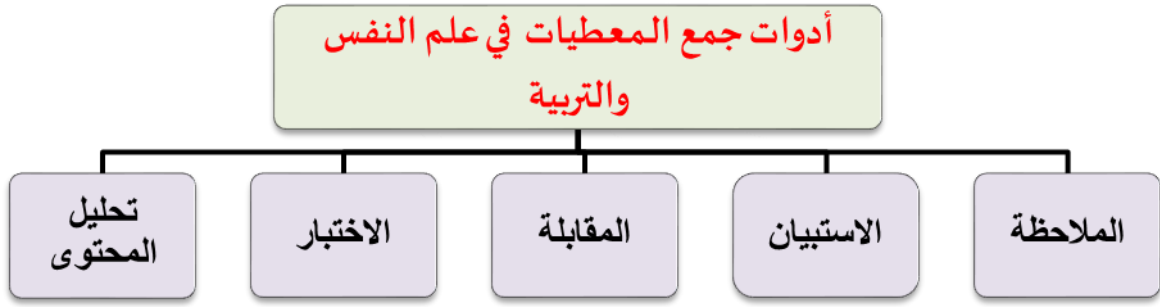 أدوات جمع المعطيات في علم النفس
والتربية
الملاحظة
الاستبيان
المقابلة
الاختبار
تحليل
المحتوى